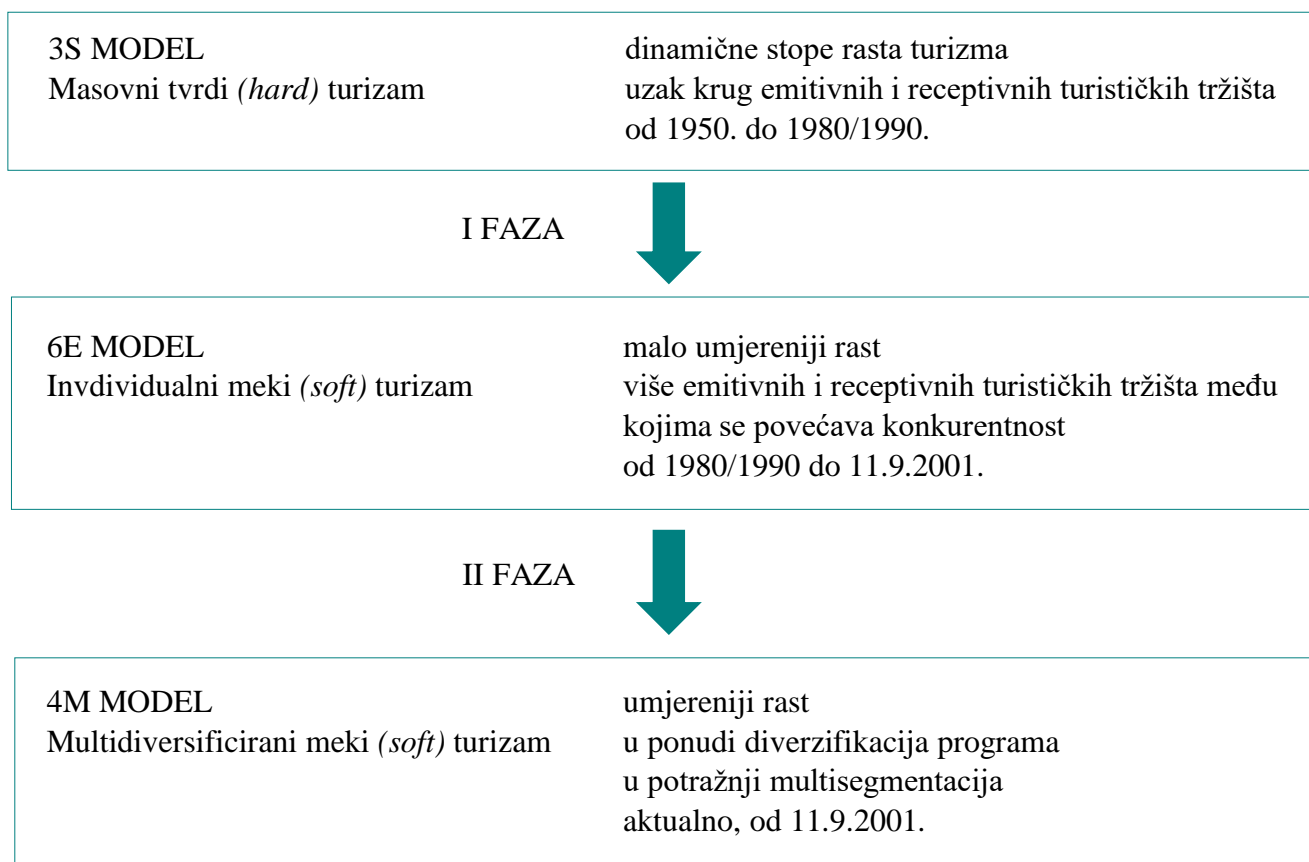 3S MODEL
Masovni tvrdi (hard) turizam
dinamične stope rasta turizma
uzak krug emitivnih i receptivnih turističkih tržišta
od 1950. do 1980/1990.
I FAZA
6E MODEL
Invdividualni meki (soft) turizam
malo umjereniji rast
više emitivnih i receptivnih turističkih tržišta među
kojima se povećava konkurentnost
od 1980/1990 do 11.9.2001.
II FAZA
4M MODEL
Multidiversificirani meki (soft) turizam
umjereniji rast
u ponudi diverzifikacija programa
u potražnji multisegmentacija
aktualno, od 11.9.2001.